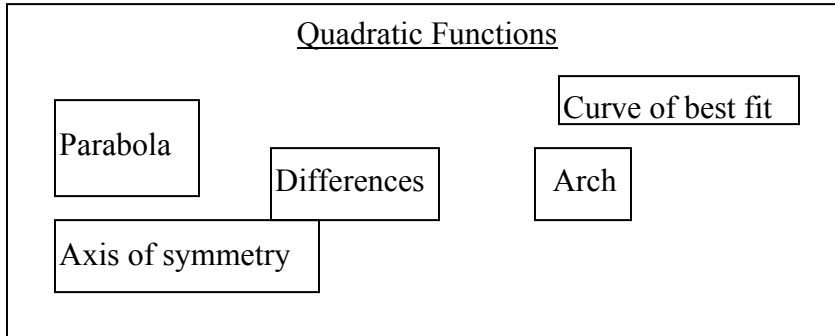 Quadratic Functions
Curve of best fit
Parabola
Differences
Arch
Axis of symmetry